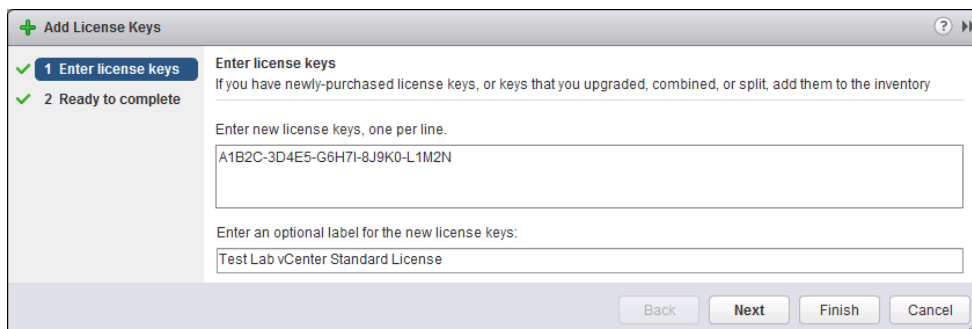 Add License Keys
?
1 Enter license keys
2 Ready to complete
Enter license keys
If you have newly-purchased license keys, or keys that you upgraded, combined, or split, add them to the inventory
Enter new license keys, one per line.
A1B2C-3D4E5-G6H7I-8J9K0-L1M2N
Enter an optional label for the new license keys:
Test Lab vCenter Standard License
Back Next Finish Cancel